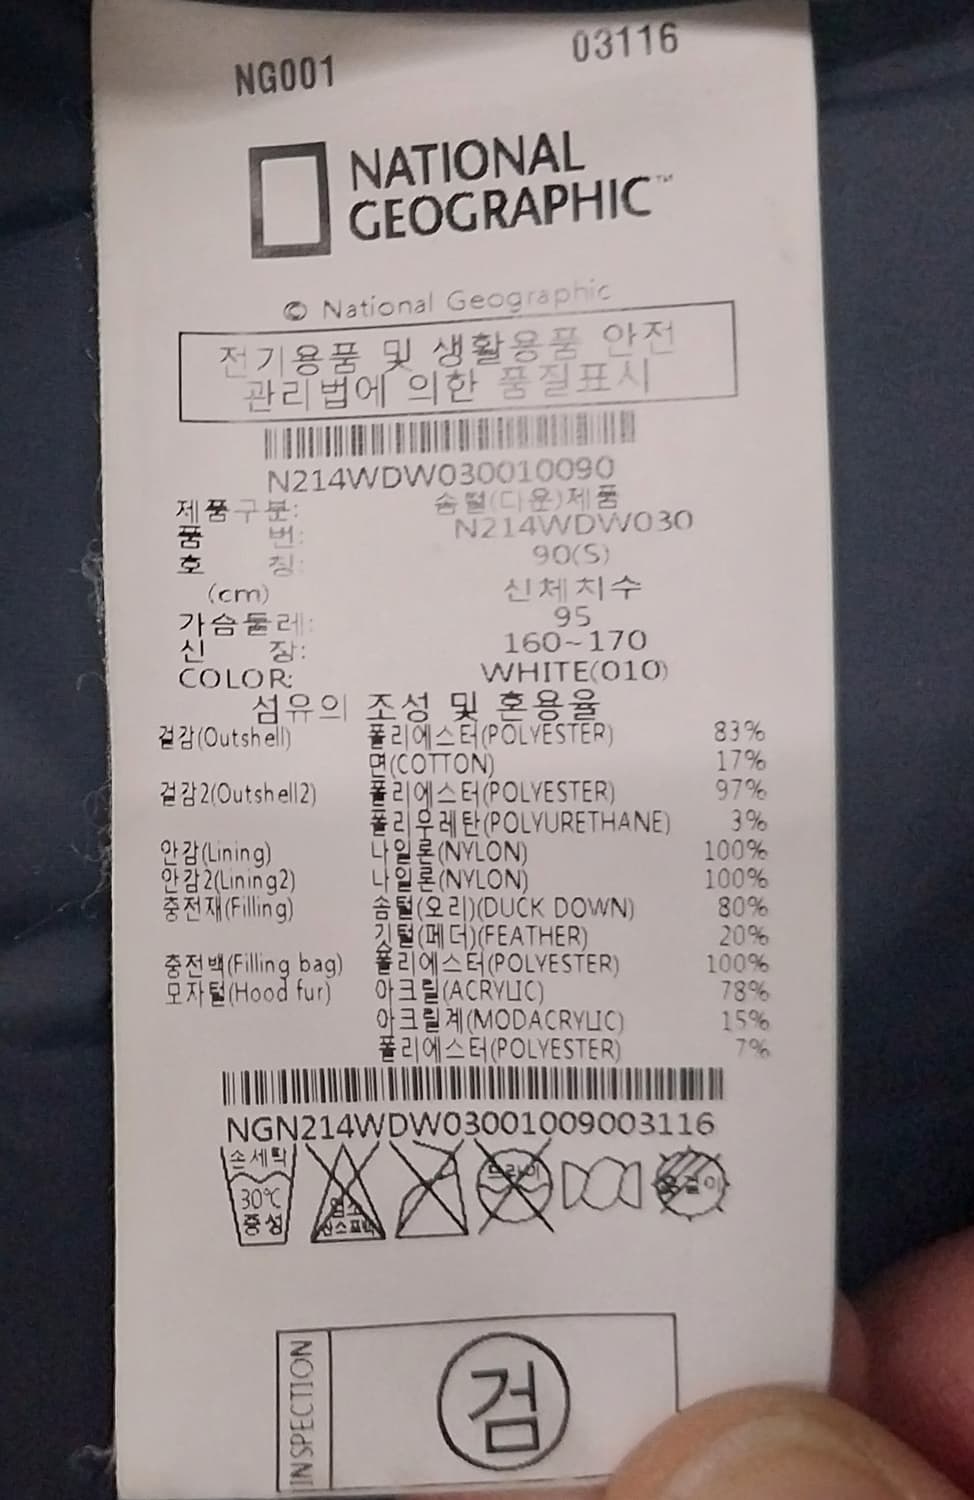 NG001 03116
NATIONAL
GEOGRAPHIC™
© National Geographic
전기용품 및 생활용품 안전
관리법에 의한 품질표시
N214WDW030010090
제품구분: 솜털(다운)제품
품 번: N214WDW030
호 칭: 90(S)
(cm) 신체치수
가슴둘레: 95
신 장: 160~170
COLOR: WHITE(010)
섬유의 조성 및 혼용율
겉감(Outshell) 폴리에스터(POLYESTER) 83%
면(COTTON) 17%
겉감2(Outshell2) 폴리에스터(POLYESTER) 97%
폴리우레탄(POLYURETHANE) 3%
안감(Lining) 나일론(NYLON) 100%
안감2(Lining2) 나일론(NYLON) 100%
충전재(Filling) 솜털(오리)(DUCK DOWN) 80%
깃털(페더)(FEATHER) 20%
충전백(Filling bag) 폴리에스터(POLYESTER) 100%
모자털(Hood fur) 아크릴(ACRYLIC) 78%
아크릴계(MODACRYLIC) 15%
폴리에스터(POLYESTER) 7%
NGN214WDW03001009003116
손세탁
30℃
중성
염소
산소표백
드라이
옷걸이
INSPECTION
검